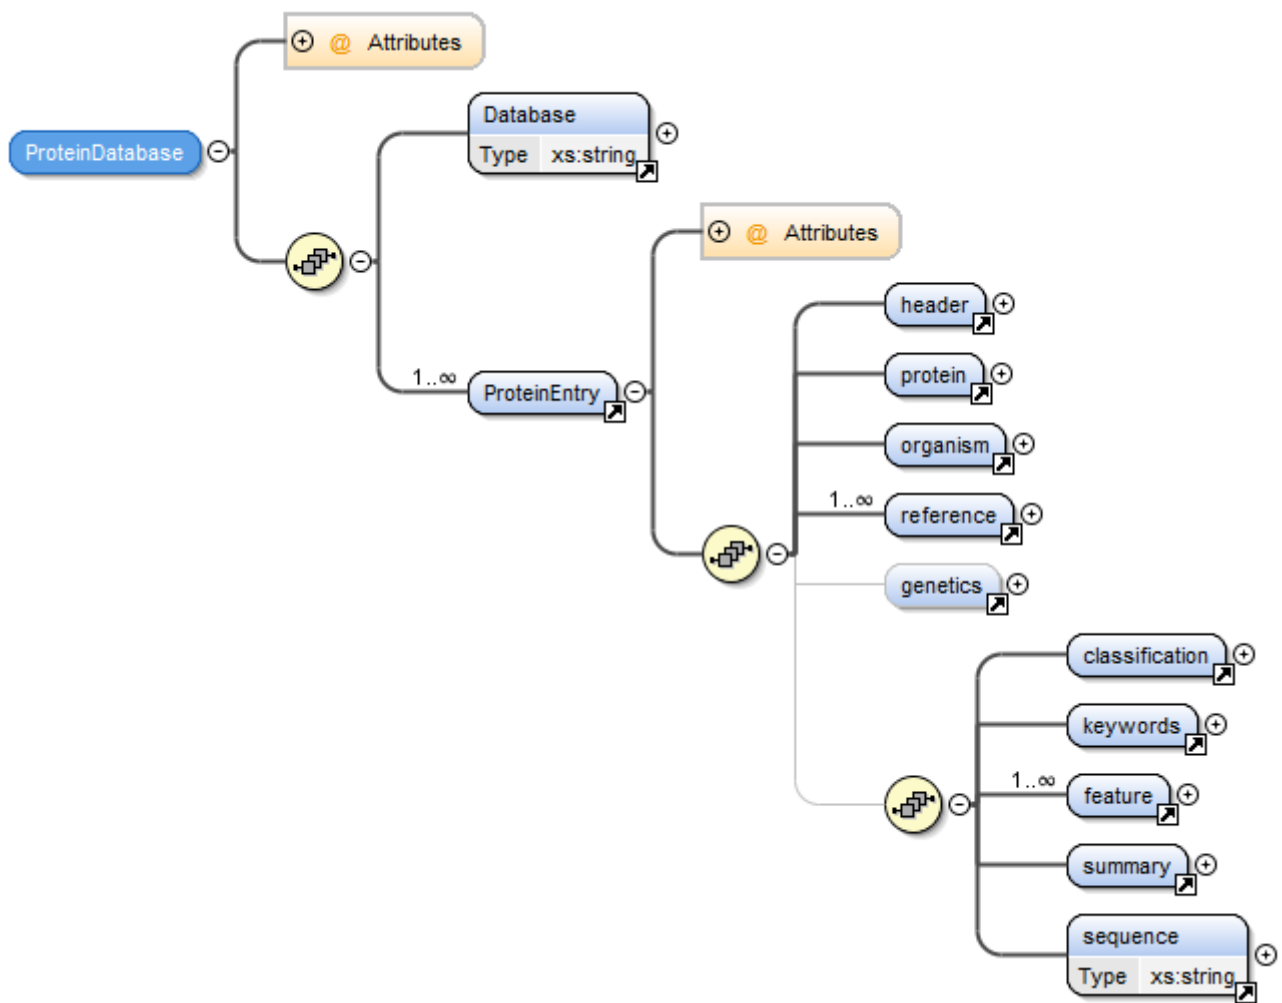 @ Attributes
Database
Type xs:string
ProteinDatabase
@ Attributes
header
protein
1..∞
ProteinEntry
organism
1..∞
reference
genetics
classification
keywords
1..∞
feature
summary
sequence
Type xs:string